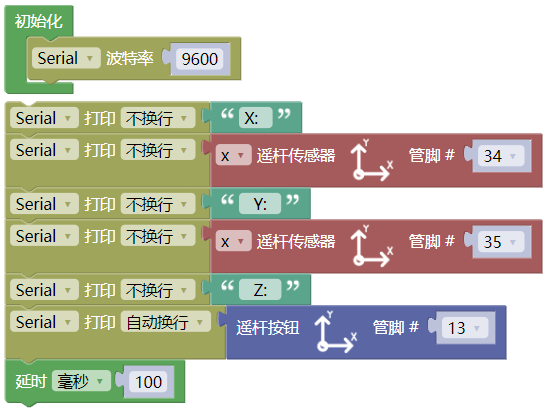 初始化
Serial 波特率 9600
Serial 打印 不换行 “ X: ”
Serial 打印 不换行 x 遥杆传感器 Y X 管脚 # 34
Serial 打印 不换行 “ Y: ”
Serial 打印 不换行 x 遥杆传感器 Y X 管脚 # 35
Serial 打印 不换行 “ Z: ”
Serial 打印 自动换行 遥杆按钮 Y X 管脚 # 13
延时 毫秒 100